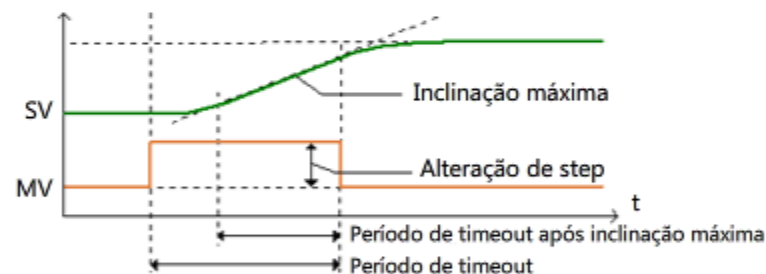 Inclinação máxima
SV
Alteração de step
MV
t
Período de timeout após inclinação máxima
Período de timeout